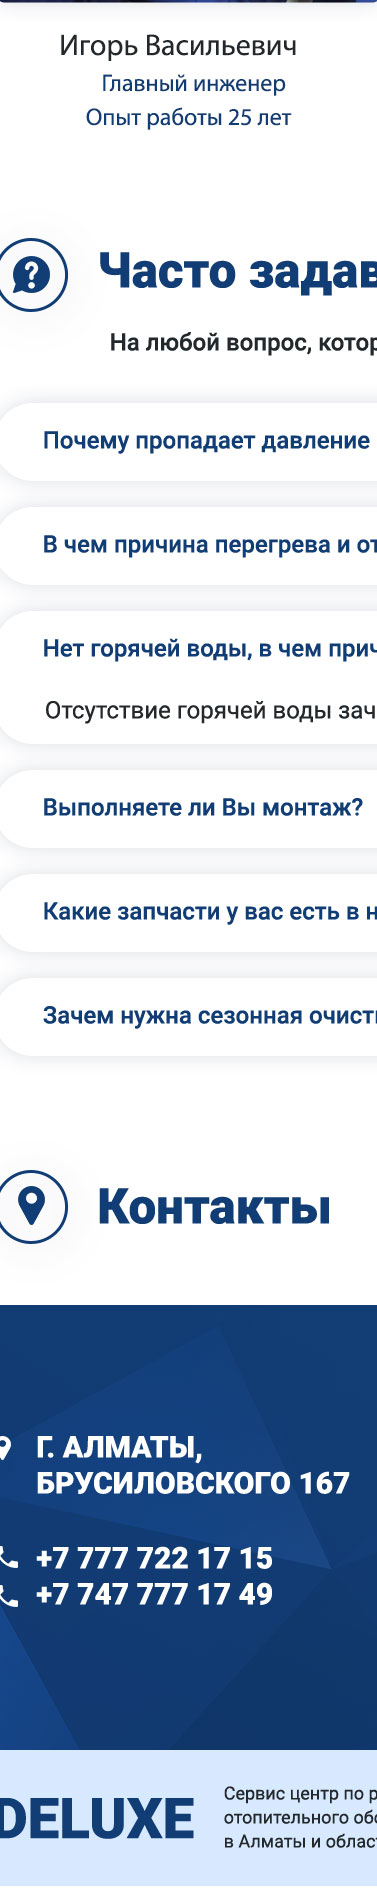 Игорь Васильевич
Главный инженер
Опыт работы 25 лет
Часто задав
На любой вопрос, котор
Почему пропадает давление
В чем причина перегрева и от
Нет горячей воды, в чем прич
Отсутствие горячей воды зач
Выполняете ли Вы монтаж?
Какие запчасти у вас есть в н
Зачем нужна сезонная очист
Контакты
Г. АЛМАТЫ,
БРУСИЛОВСКОГО 167
+7 777 722 17 15
+7 747 777 17 49
DELUXE
Сервис центр по р
отопительного обо
в Алматы и облас